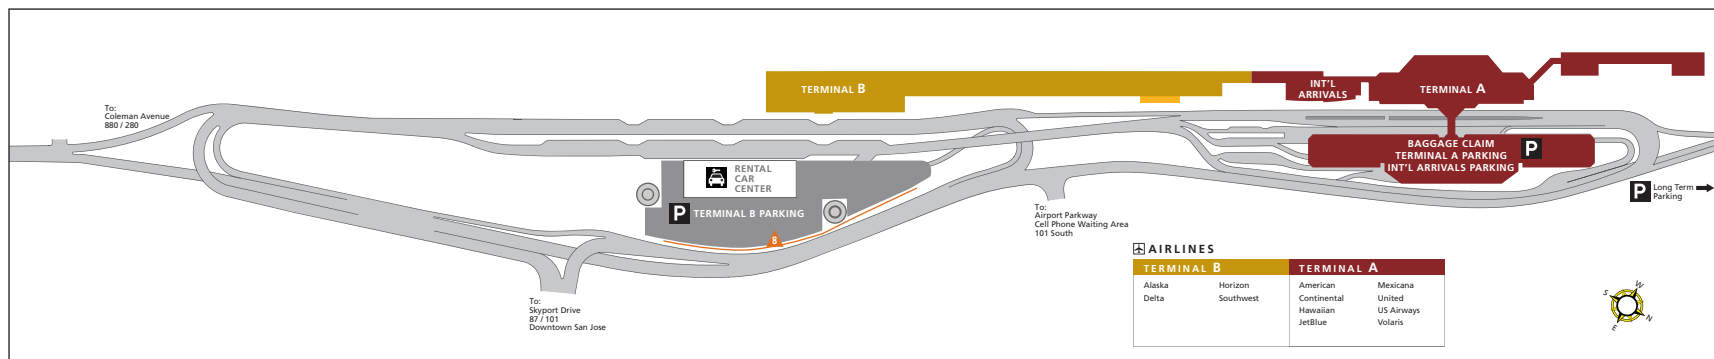 To:
Coleman Avenue
880 / 280
TERMINAL B
INT'L
ARRIVALS
TERMINAL A
BAGGAGE CLAIM
TERMINAL A PARKING
INT'L ARRIVALS PARKING
P
P
Long Term
Parking
RENTAL
CAR
CENTER
P
TERMINAL B PARKING
8
To:
Airport Parkway
Cell Phone Waiting Area
101 South
To:
Skyport Drive
87 / 101
Downtown San Jose
AIRLINES
TERMINAL B
TERMINAL A
Alaska
Horizon
American
Mexicana
Delta
Southwest
Continental
United
Hawaiian
US Airways
JetBlue
Volaris
S
W
E
N